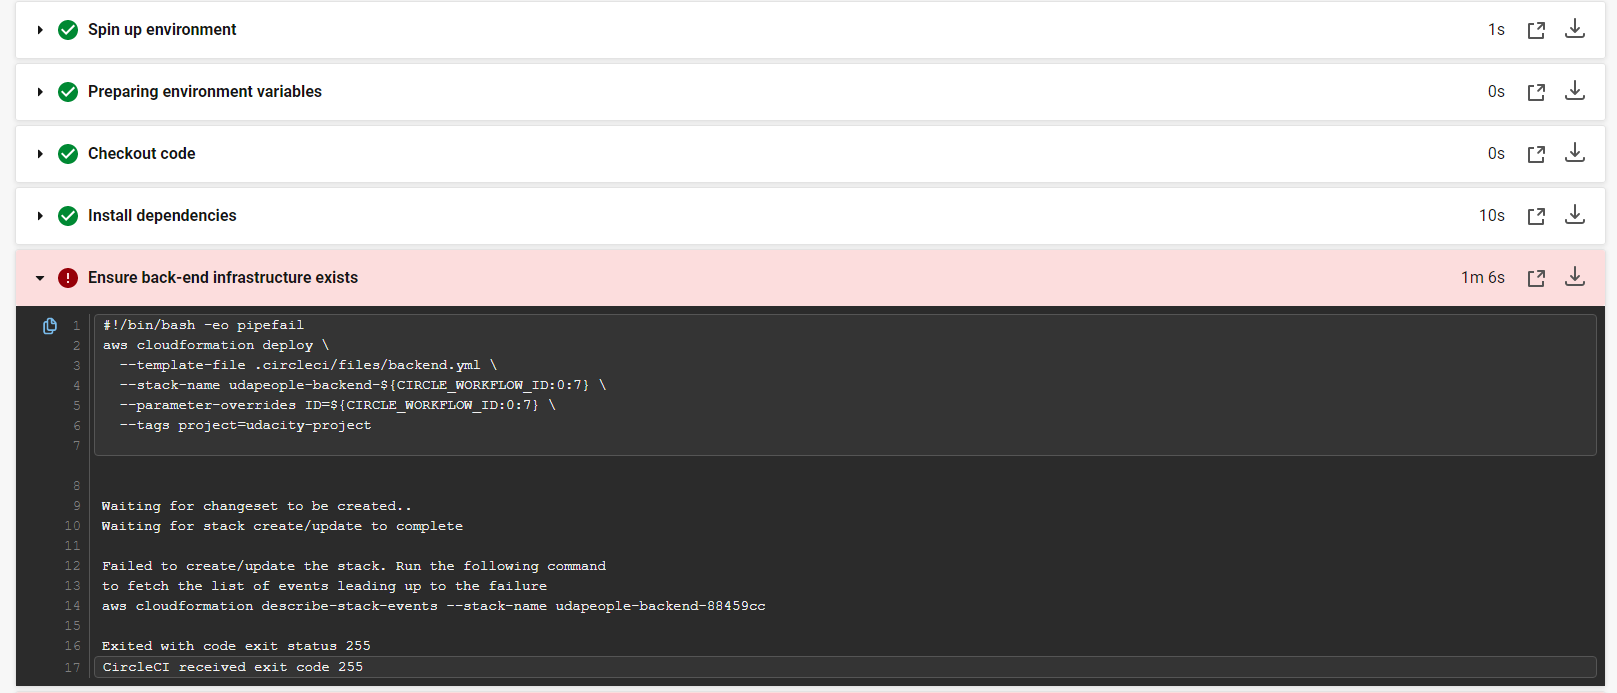 Spin up environment 1s
Preparing environment variables 0s
Checkout code 0s
Install dependencies 10s
Ensure back-end infrastructure exists 1m 6s
1 #!/bin/bash -eo pipefail
2 aws cloudformation deploy \
3   --template-file .circleci/files/backend.yml \
4   --stack-name udapeople-backend-${CIRCLE_WORKFLOW_ID:0:7} \
5   --parameter-overrides ID=${CIRCLE_WORKFLOW_ID:0:7} \
6   --tags project=udacity-project
7
8
9 Waiting for changeset to be created..
10 Waiting for stack create/update to complete
11
12 Failed to create/update the stack. Run the following command
13 to fetch the list of events leading up to the failure
14 aws cloudformation describe-stack-events --stack-name udapeople-backend-88459cc
15
16 Exited with code exit status 255
17 CircleCI received exit code 255